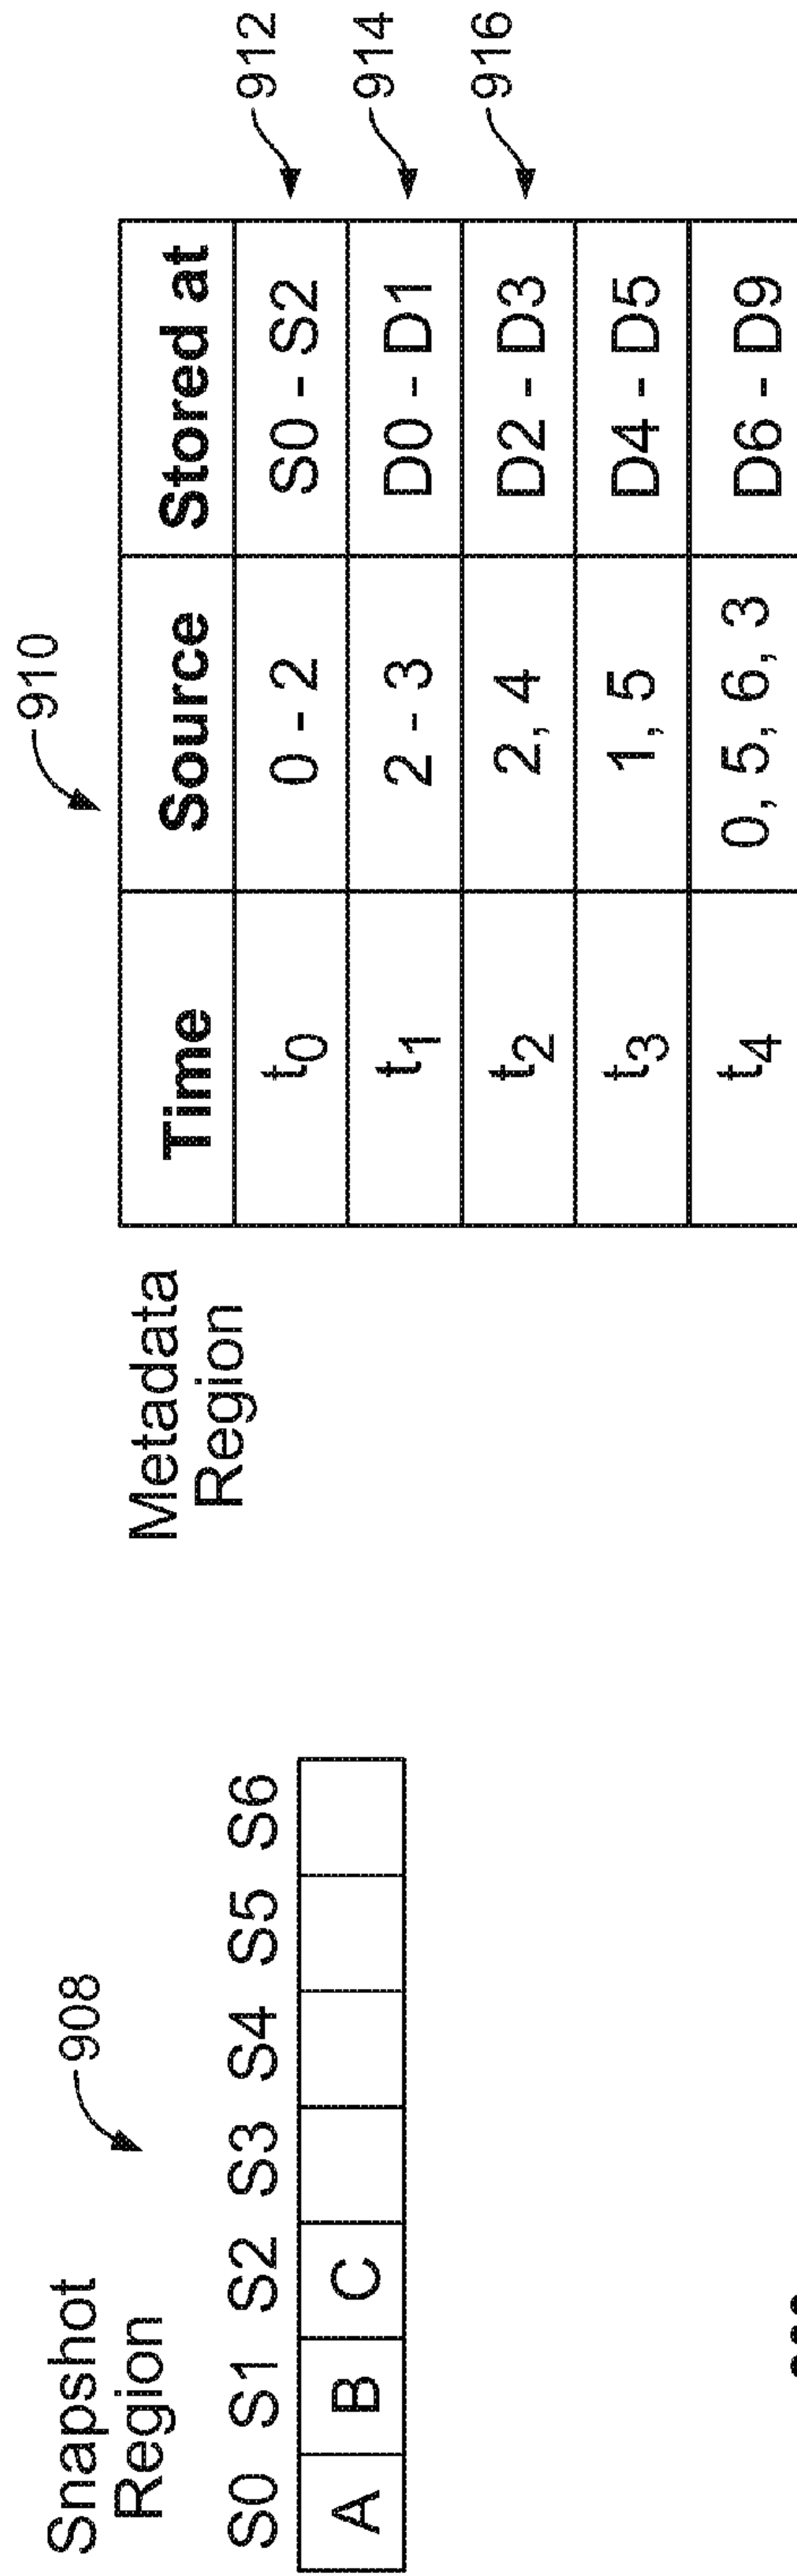 Snapshot
Region
908
S0 S1 S2 S3 S4 S5 S6
A B C
Metadata
Region
910
Time Source Stored at
t0 0 - 2 S0 - S2
912
t1 2 - 3 D0 - D1
914
t2 2, 4 D2 - D3
916
t3 1, 5 D4 - D5
t4 0, 5, 6, 3 D6 - D9